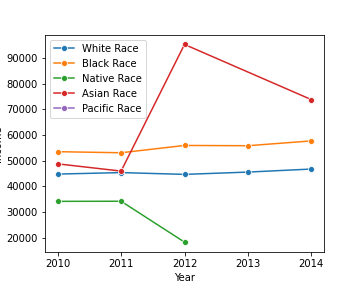 White Race
Black Race
Native Race
Asian Race
Pacific Race
90000
80000
70000
60000
50000
40000
30000
20000
2010 2011 2012 2013 2014
Year